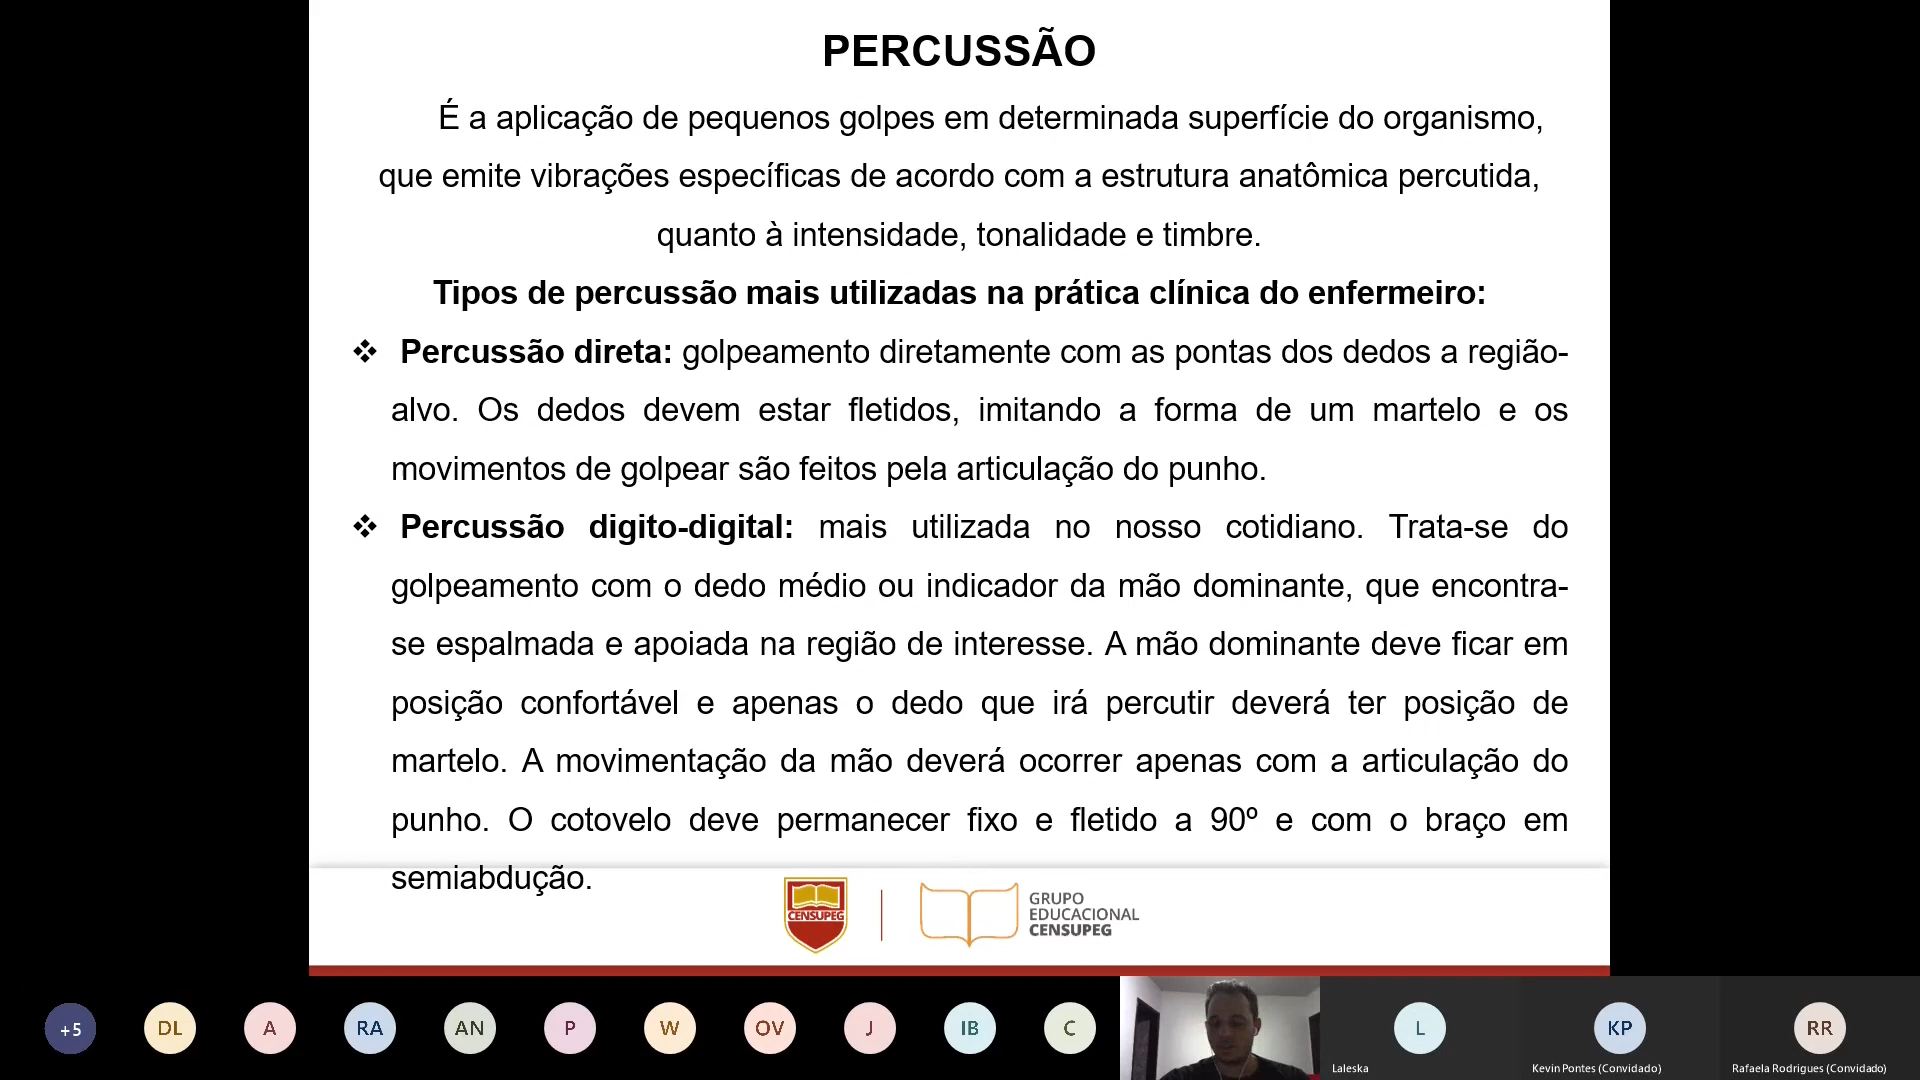 PERCUSSÃO
É a aplicação de pequenos golpes em determinada superfície do organismo,
que emite vibrações específicas de acordo com a estrutura anatômica percutida,
quanto à intensidade, tonalidade e timbre.
Tipos de percussão mais utilizadas na prática clínica do enfermeiro:
❖ Percussão direta: golpeamento diretamente com as pontas dos dedos a região-
alvo. Os dedos devem estar fletidos, imitando a forma de um martelo e os
movimentos de golpear são feitos pela articulação do punho.
❖ Percussão digito-digital: mais utilizada no nosso cotidiano. Trata-se do
golpeamento com o dedo médio ou indicador da mão dominante, que encontra-
se espalmada e apoiada na região de interesse. A mão dominante deve ficar em
posição confortável e apenas o dedo que irá percutir deverá ter posição de
martelo. A movimentação da mão deverá ocorrer apenas com a articulação do
punho. O cotovelo deve permanecer fixo e fletido a 90º e com o braço em
semiabdução.
CENSUPEG
GRUPO
EDUCACIONAL
CENSUPEG
+5
DL
A
RA
AN
P
W
OV
J
IB
C
L
KP
RR
Laleska
Kevin Pontes (Convidado)
Rafaela Rodrigues (Convidado)